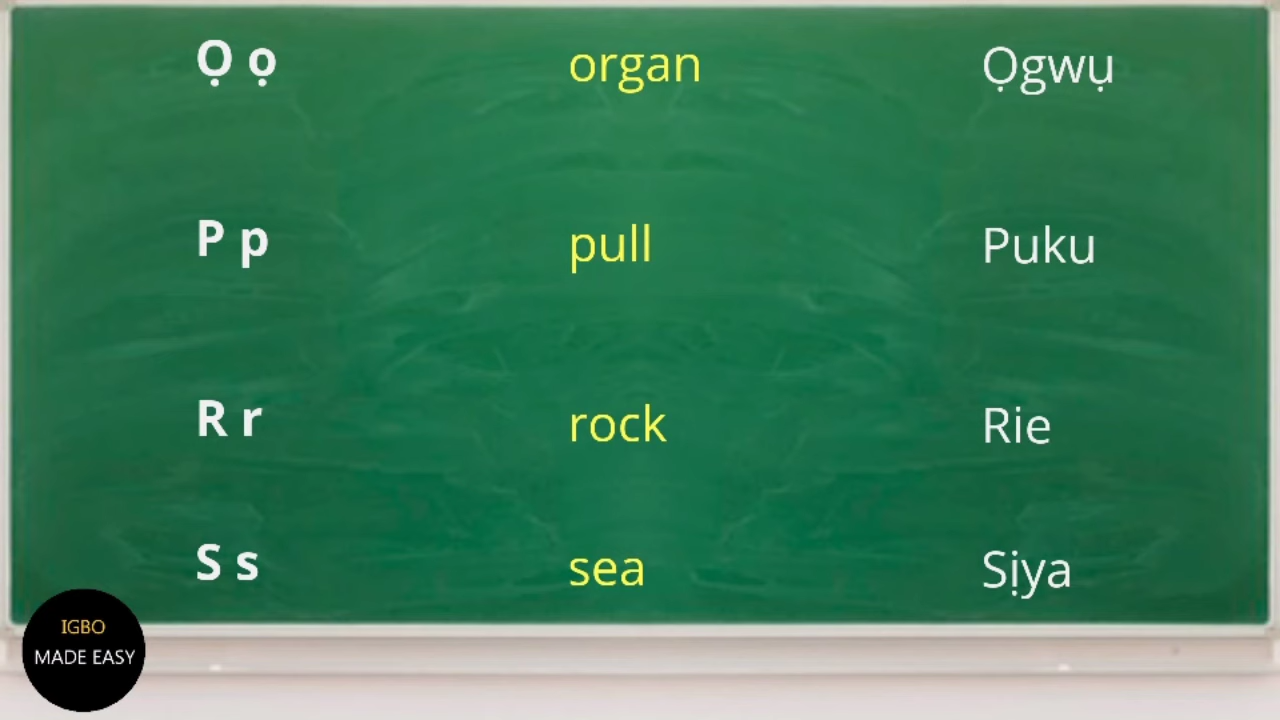 Ọ ọ organ Ọgwụ
P p pull Puku
R r rock Rie
S s sea Sịya
IGBO
MADE EASY